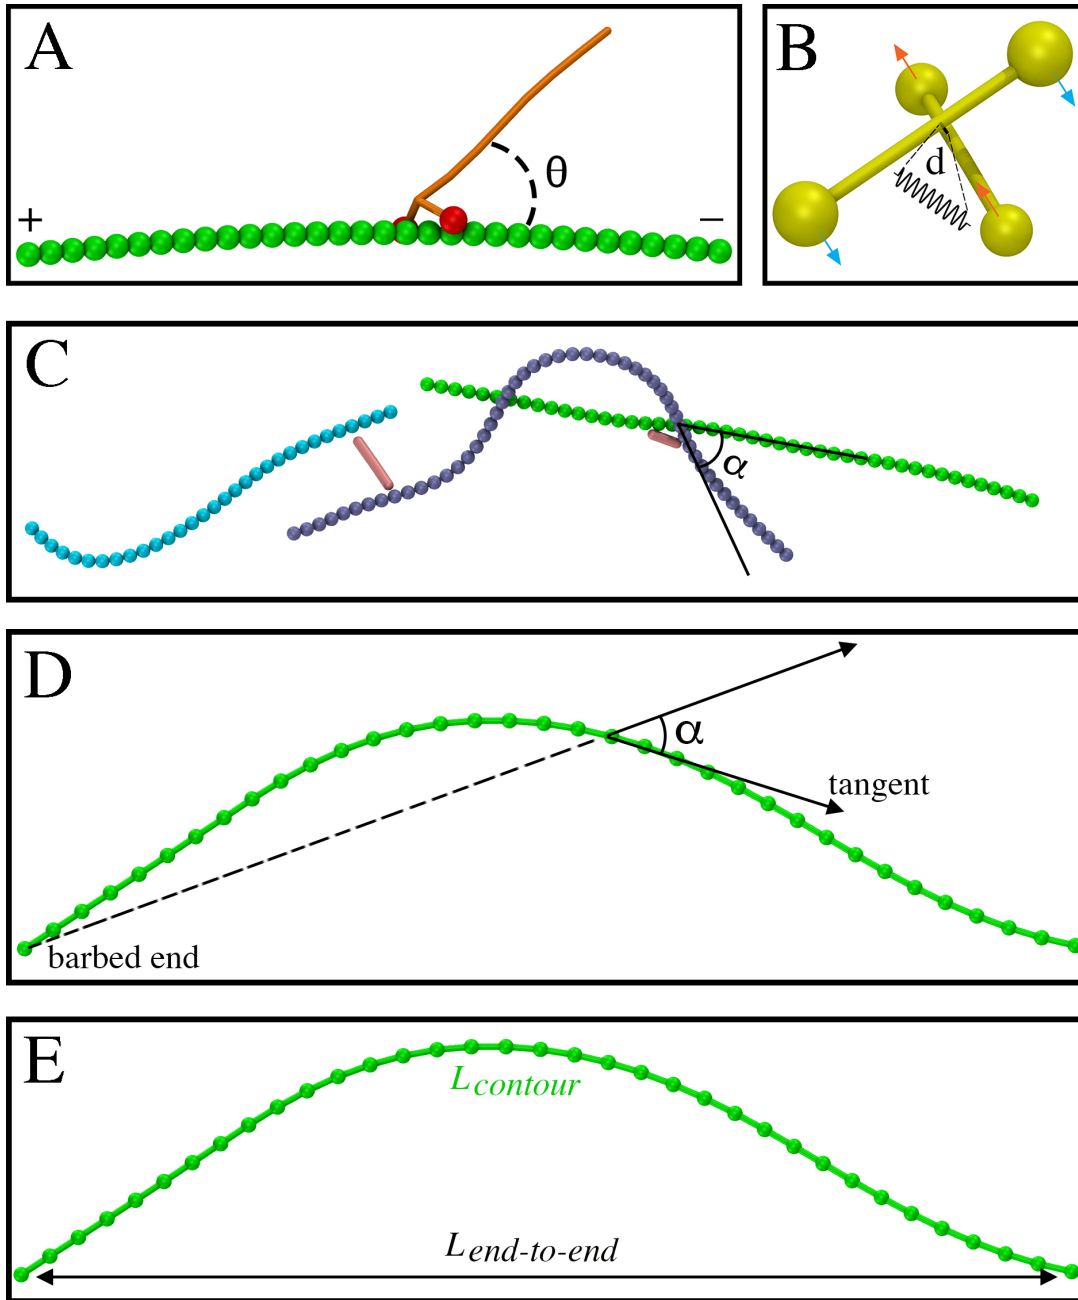 A
θ
+
−
B
d
C
α
D
α
tangent
barbed end
E
Lcontour
Lend-to-end